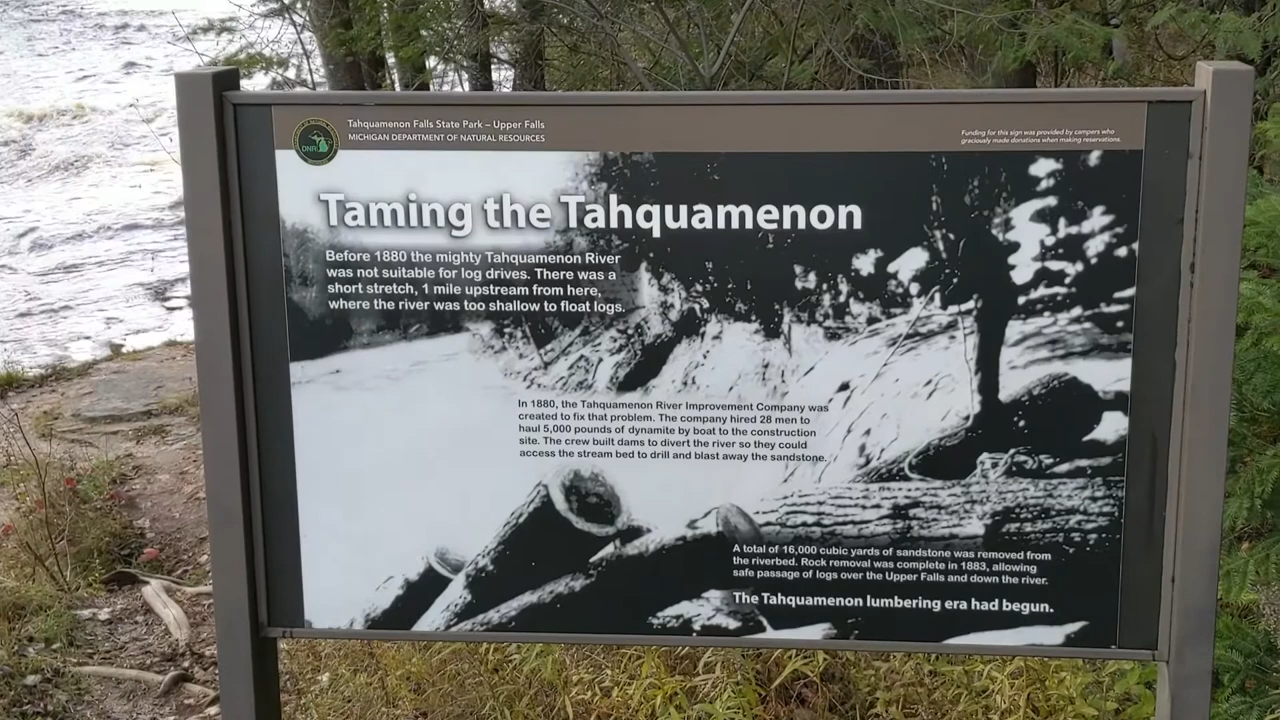 Tahquamenon Falls State Park – Upper Falls
MICHIGAN DEPARTMENT OF NATURAL RESOURCES
DNR
Funding for this sign was provided by campers who
graciously made donations when making reservations.
Taming the Tahquamenon
Before 1880 the mighty Tahquamenon River
was not suitable for log drives. There was a
short stretch, 1 mile upstream from here,
where the river was too shallow to float logs.
In 1880, the Tahquamenon River Improvement Company was
created to fix that problem. The company hired 28 men to
haul 5,000 pounds of dynamite by boat to the construction
site. The crew built dams to divert the river so they could
access the stream bed to drill and blast away the sandstone.
A total of 16,000 cubic yards of sandstone was removed from
the riverbed. Rock removal was complete in 1883, allowing
safe passage of logs over the Upper Falls and down the river.
The Tahquamenon lumbering era had begun.